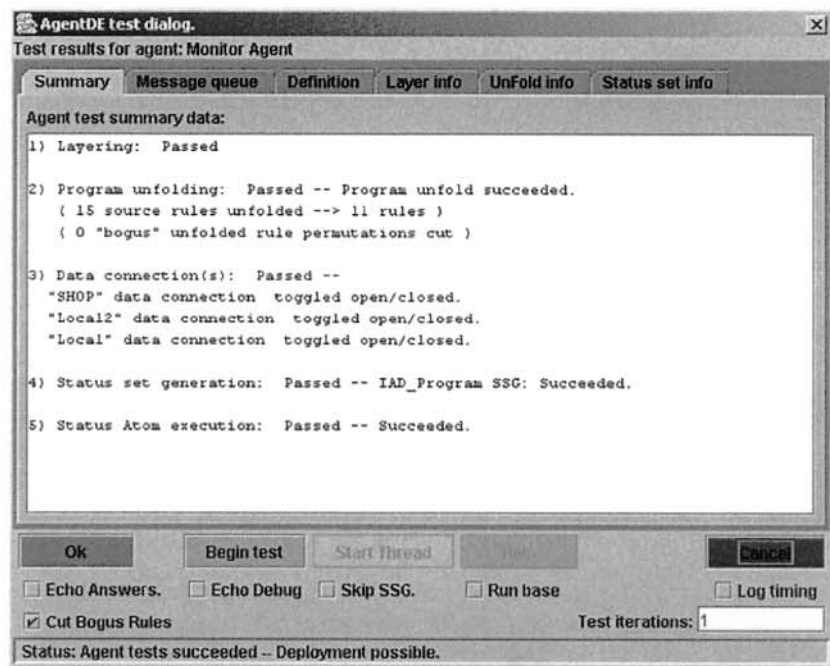 AgentDE test dialog.
Test results for agent: Monitor Agent
Summary Message queue Definition Layer info UnFold info Status set info
Agent test summary data:
1) Layering: Passed
2) Program unfolding: Passed -- Program unfold succeeded.
( 15 source rules unfolded --> 11 rules )
( 0 "bogus" unfolded rule permutations cut )
3) Data connection(s): Passed --
"SHOP" data connection toggled open/closed.
"Local2" data connection toggled open/closed.
"Local" data connection toggled open/closed.
4) Status set generation: Passed -- IAD_Program SSG: Succeeded.
5) Status Atom execution: Passed -- Succeeded.
Ok Begin test Start Thread Cancel
Echo Answers. Echo Debug Skip SSG. Run base Log timing
Cut Bogus Rules Test iterations: 1
Status: Agent tests succeeded -- Deployment possible.